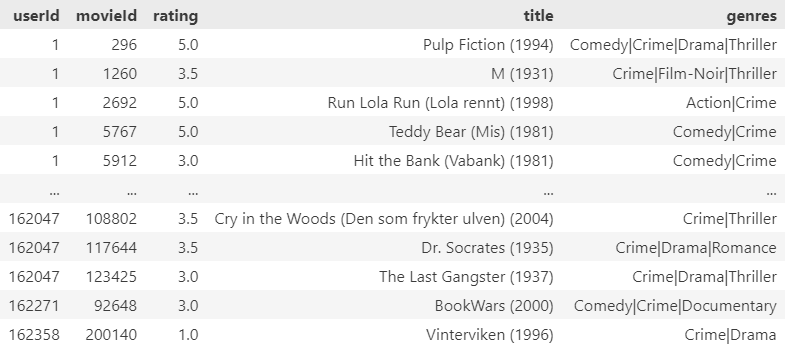 userId movieId rating title genres
1 296 5.0 Pulp Fiction (1994) Comedy|Crime|Drama|Thriller
1 1260 3.5 M (1931) Crime|Film-Noir|Thriller
1 2692 5.0 Run Lola Run (Lola rennt) (1998) Action|Crime
1 5767 5.0 Teddy Bear (Mis) (1981) Comedy|Crime
1 5912 3.0 Hit the Bank (Vabank) (1981) Comedy|Crime
... ... ... ... ...
162047 108802 3.5 Cry in the Woods (Den som frykter ulven) (2004) Crime|Thriller
162047 117644 3.5 Dr. Socrates (1935) Crime|Drama|Romance
162047 123425 3.0 The Last Gangster (1937) Crime|Drama|Thriller
162271 92648 3.0 BookWars (2000) Comedy|Crime|Documentary
162358 200140 1.0 Vinterviken (1996) Crime|Drama